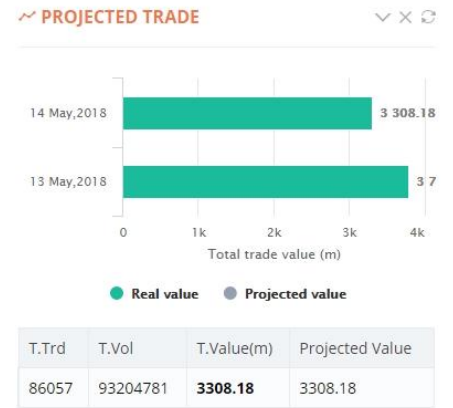 PROJECTED TRADE
14 May,2018
3 308.18
13 May,2018
3 7
0 1k 2k 3k 4k
Total trade value (m)
Real value Projected value
T.Trd T.Vol T.Value(m) Projected Value
86057 93204781 3308.18 3308.18